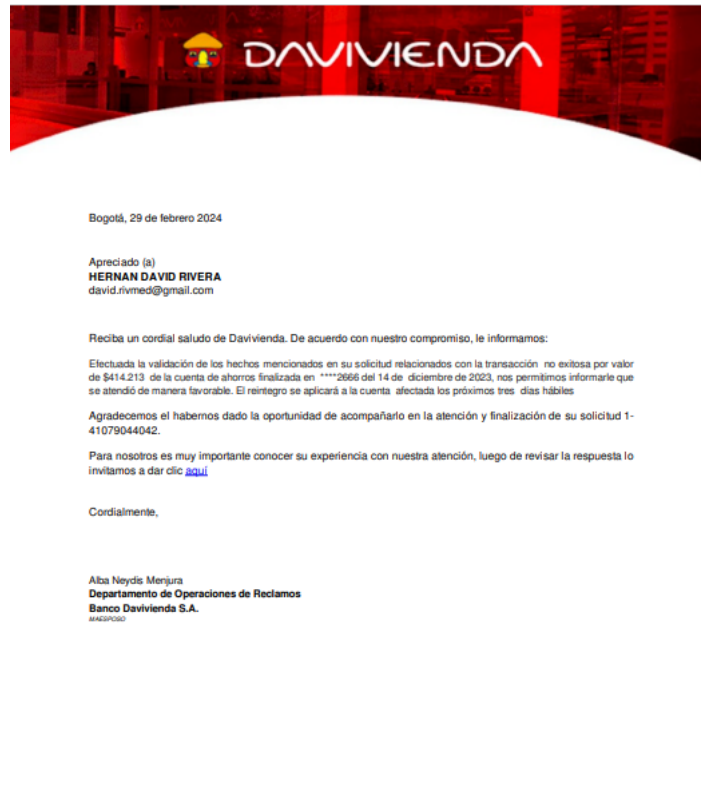 DAVIVIENDA
Bogotá, 29 de febrero 2024
Apreciado (a)
HERNAN DAVID RIVERA
david.rivmed@gmail.com
Reciba un cordial saludo de Davivienda. De acuerdo con nuestro compromiso, le informamos:
Efectuada la validación de los hechos mencionados en su solicitud relacionados con la transacción no exitosa por valor
de $414.213 de la cuenta de ahorros finalizada en ****2666 del 14 de diciembre de 2023, nos permitimos informarle que
se atendió de manera favorable. El reintegro se aplicará a la cuenta afectada los próximos tres días hábiles
Agradecemos el habernos dado la oportunidad de acompañarlo en la atención y finalización de su solicitud 1-
41079044042.
Para nosotros es muy importante conocer su experiencia con nuestra atención, luego de revisar la respuesta lo
invitamos a dar clic aquí
Cordialmente,
Alba Neydis Menjura
Departamento de Operaciones de Reclamos
Banco Davivienda S.A.
MAESPOSO